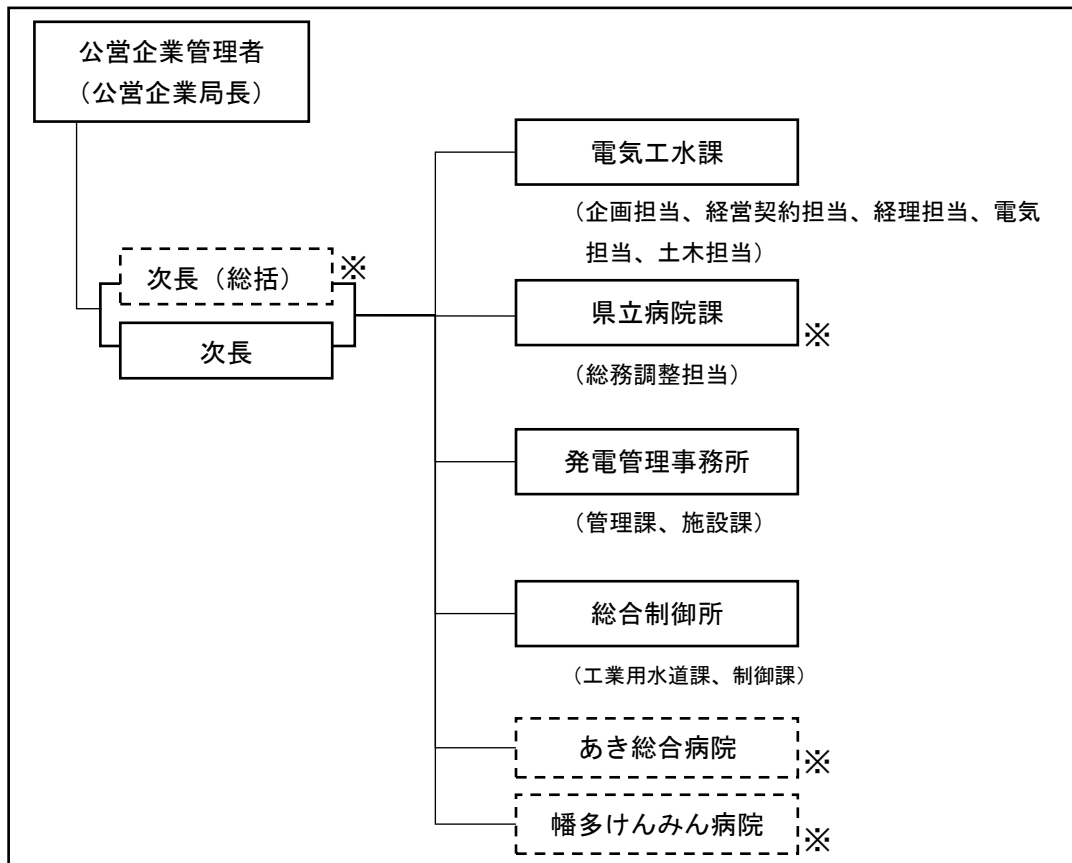 公営企業管理者
（公営企業局長）
電気工水課
（企画担当、経営契約担当、経理担当、電気
担当、土木担当）
次長（総括）※
次長
県立病院課※
（総務調整担当）
発電管理事務所
（管理課、施設課）
総合制御所
（工業用水道課、制御課）
あき総合病院※
幡多けんみん病院※